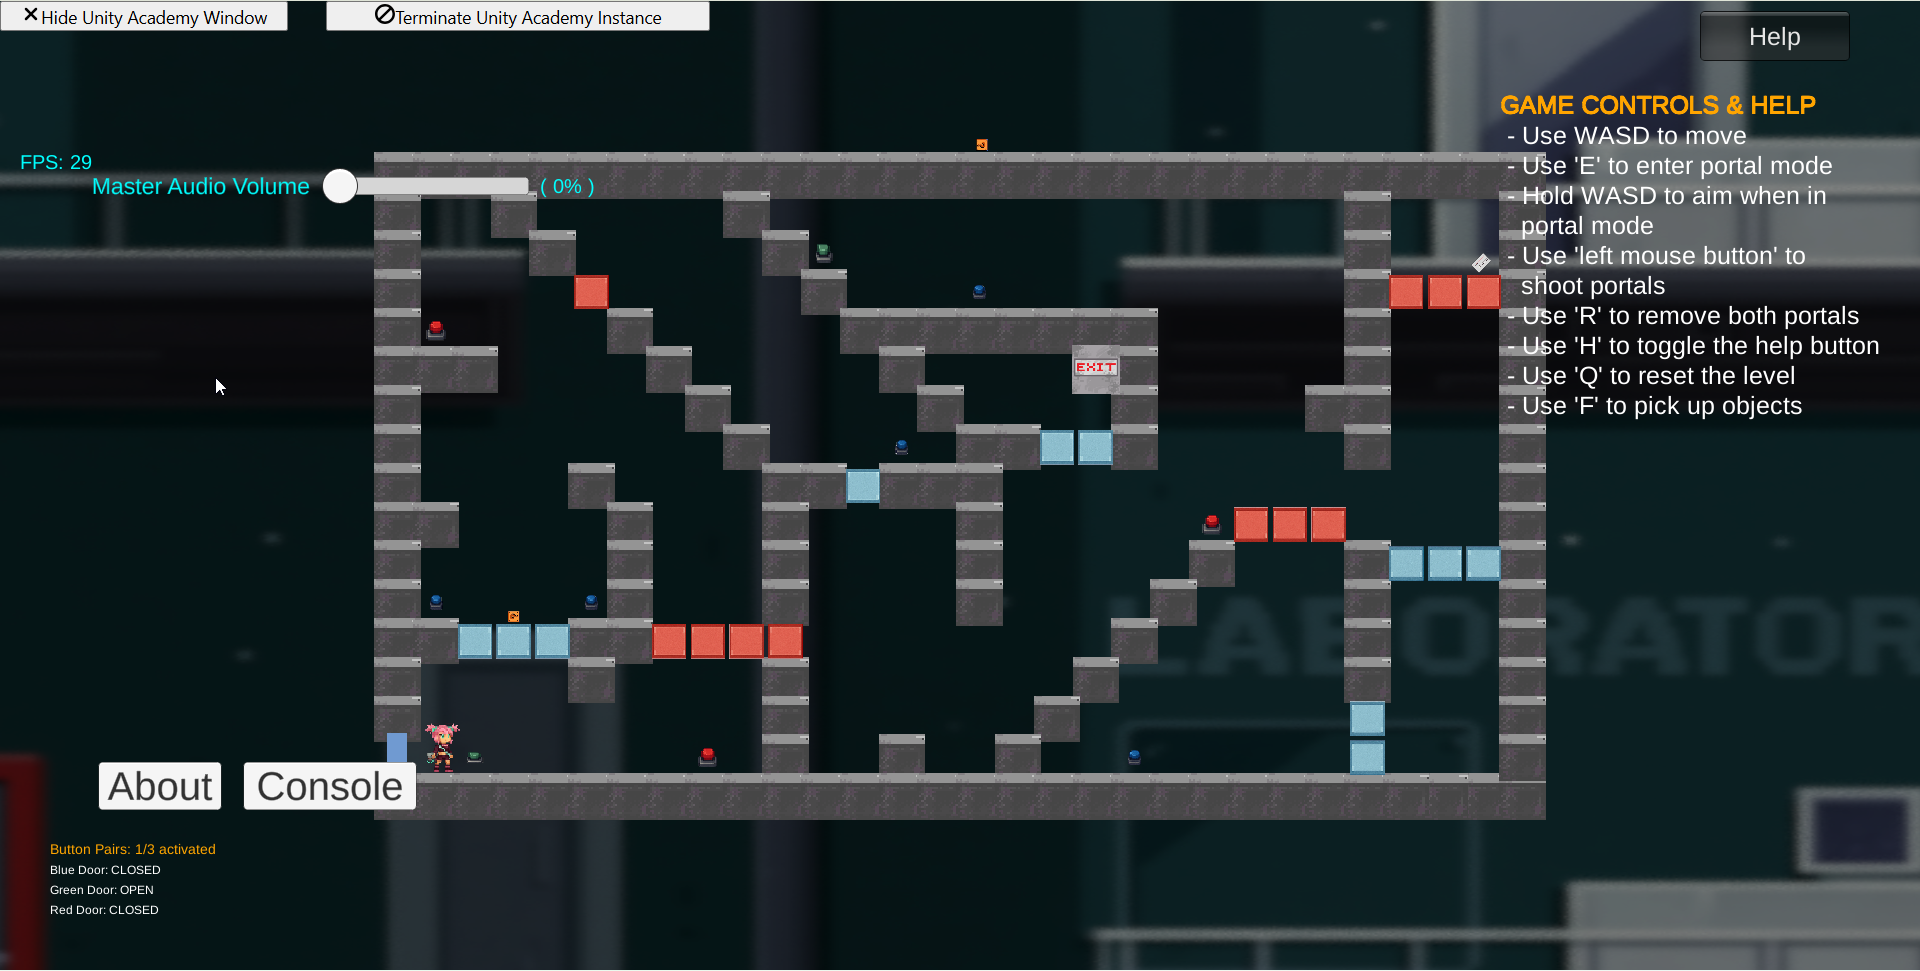 Hide Unity Academy Window
Terminate Unity Academy Instance
Help
GAME CONTROLS & HELP
- Use WASD to move
- Use 'E' to enter portal mode
- Hold WASD to aim when in
portal mode
- Use 'left mouse button' to
shoot portals
- Use 'R' to remove both portals
- Use 'H' to toggle the help button
- Use 'Q' to reset the level
- Use 'F' to pick up objects
FPS: 29
Master Audio Volume
( 0% )
EXIT
LABORATOR
About
Console
Button Pairs: 1/3 activated
Blue Door: CLOSED
Green Door: OPEN
Red Door: CLOSED